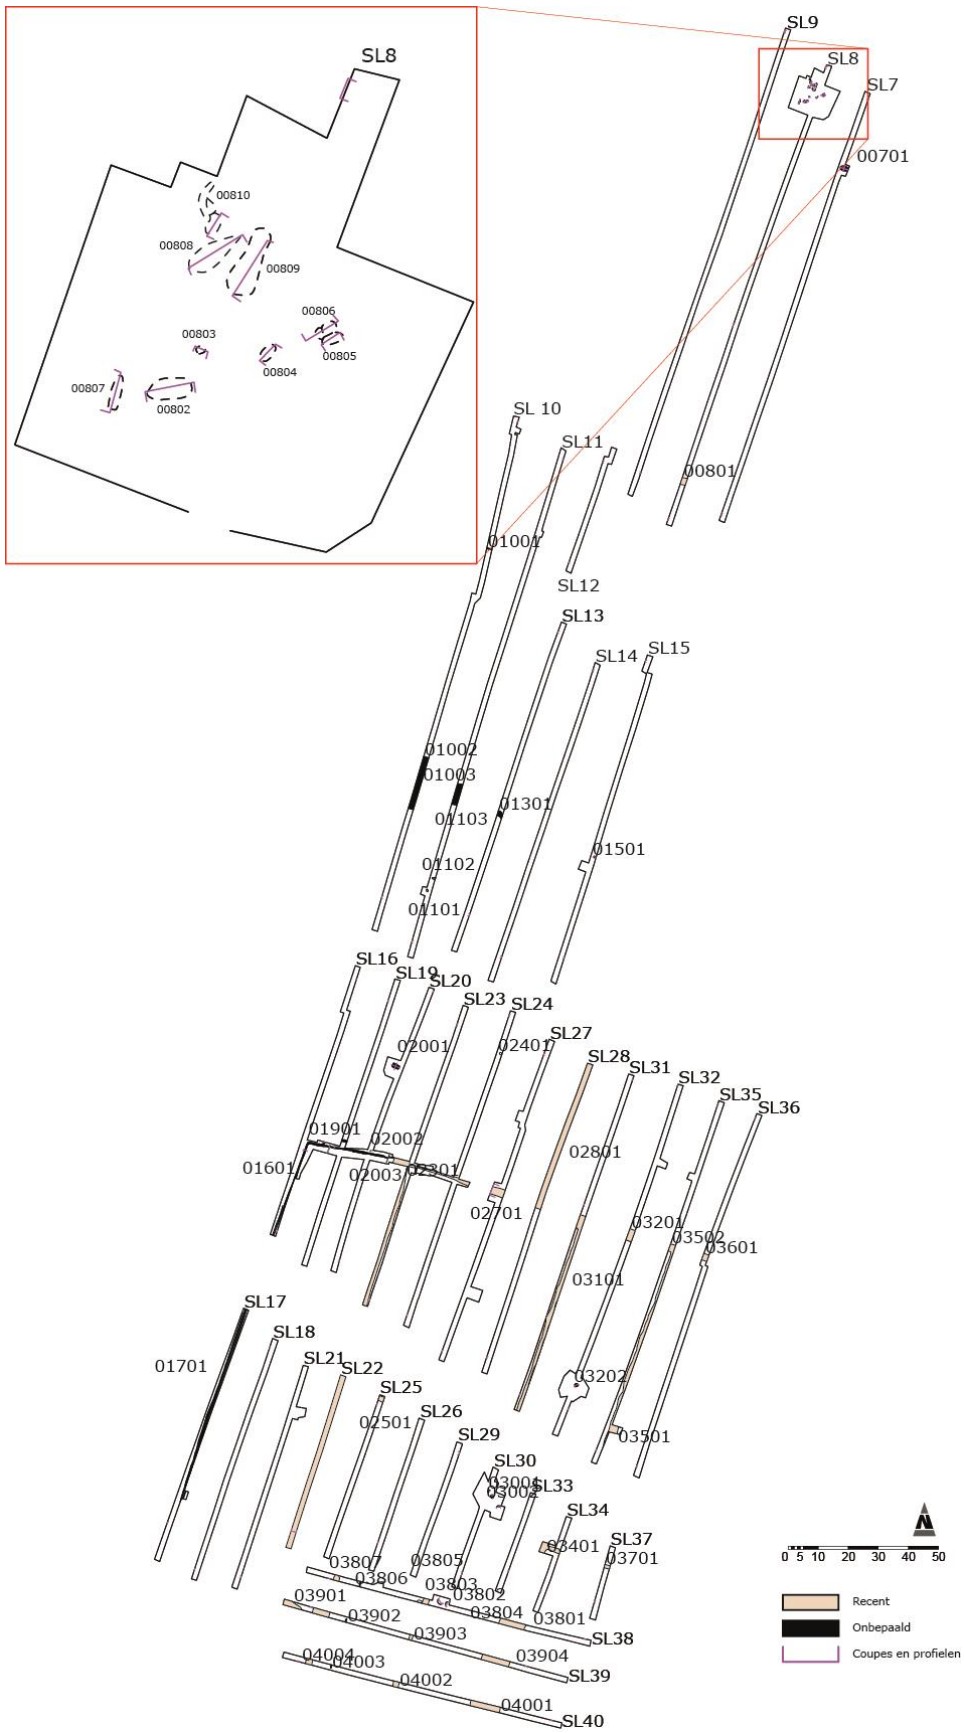 SL8
00810
00808
00809
00806
00803
00805
00804
00807
00802
SL9
SL8
SL7
00701
00801
SL 10
SL11
01001
SL12
SL13
SL14
SL15
01002
01003
01103
01301
01501
01102
01101
SL16
SL19
SL20
SL23
SL24
SL27
SL28
SL31
SL32
SL35
SL36
02001
02401
01901
02002
01601
02003
02301
02701
02801
03201
03502
03601
03101
03202
03501
SL17
01701
SL18
SL21
SL22
SL25
02501
SL26
SL29
SL30
03001
03002
SL33
SL34
03401
SL37
03701
03807
03806
03805
03803
03802
03804
03801
SL38
03901
03902
03903
03904
SL39
04004
04003
04002
04001
SL40
N
0 5 10 20 30 40 50
Recent
Onbepaald
Coupes en profielen